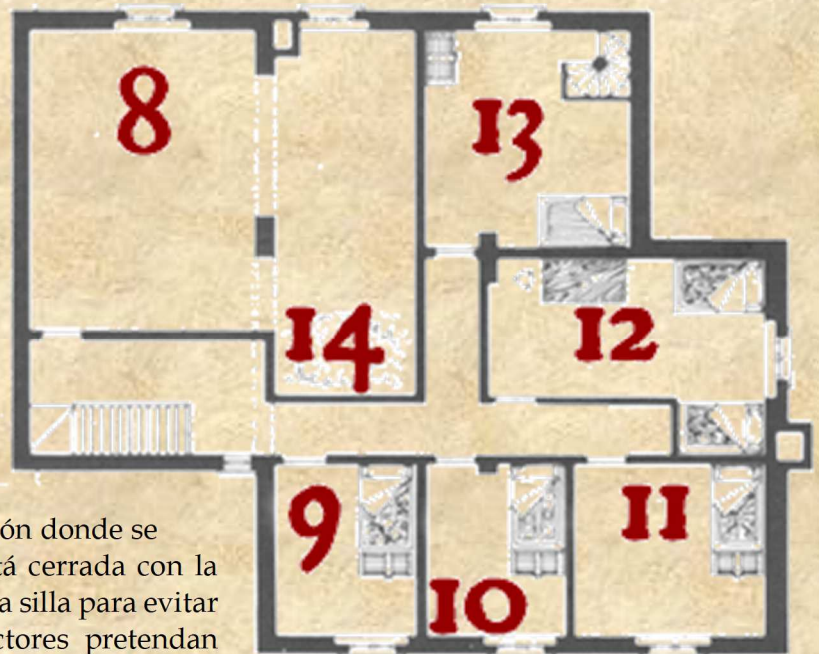 8
13
14
12
9
11
10
ón donde se
á cerrada con la
a silla para evitar
ctores pretendan